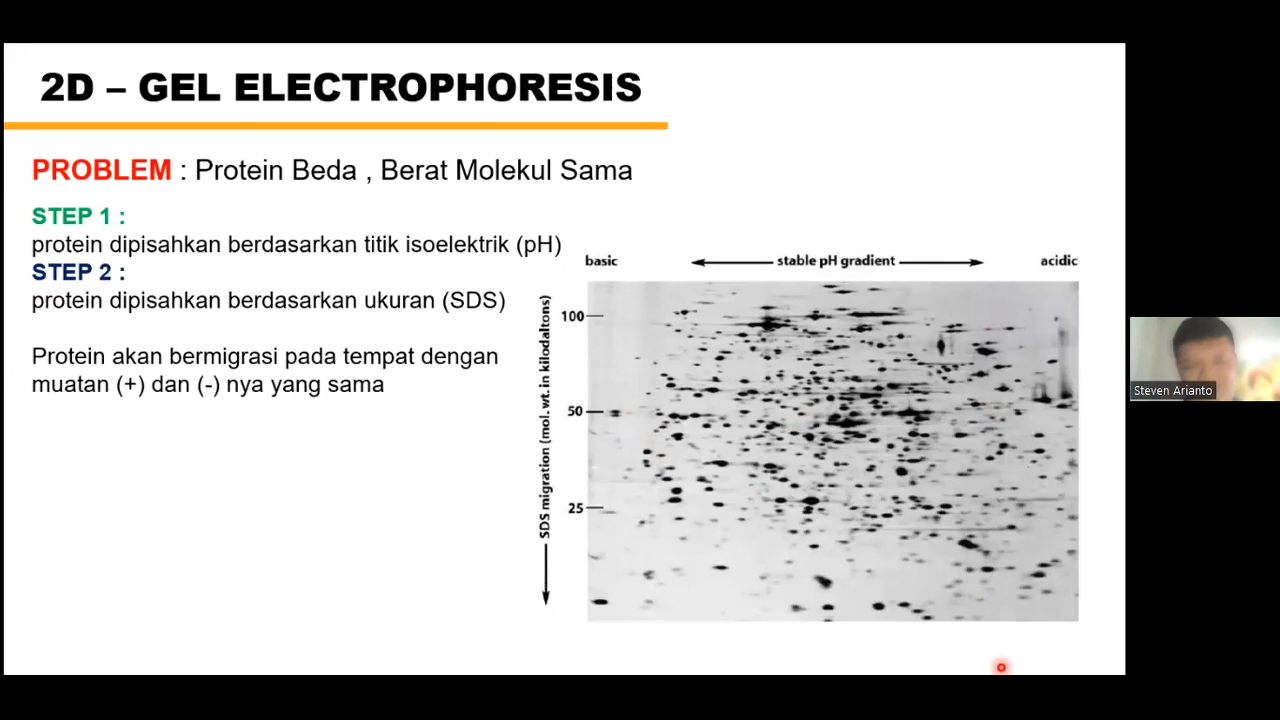 2D – GEL ELECTROPHORESIS
PROBLEM : Protein Beda , Berat Molekul Sama
STEP 1 :
protein dipisahkan berdasarkan titik isoelektrik (pH)
STEP 2 :
protein dipisahkan berdasarkan ukuran (SDS)
Protein akan bermigrasi pada tempat dengan
muatan (+) dan (-) nya yang sama
basic
stable pH gradient
acidic
SDS migration (mol. wt. in kilodaltons)
100
50
25
Steven Arianto